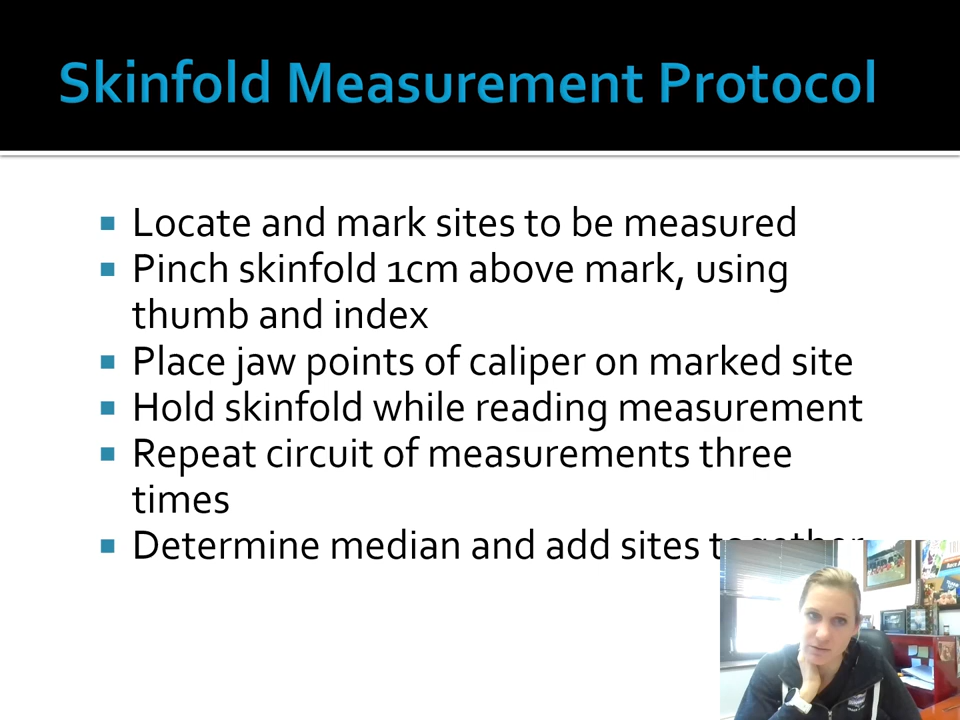 Skinfold Measurement Protocol
Locate and mark sites to be measured
Pinch skinfold 1cm above mark, using
thumb and index
Place jaw points of caliper on marked site
Hold skinfold while reading measurement
Repeat circuit of measurements three
times
Determine median and add sites together